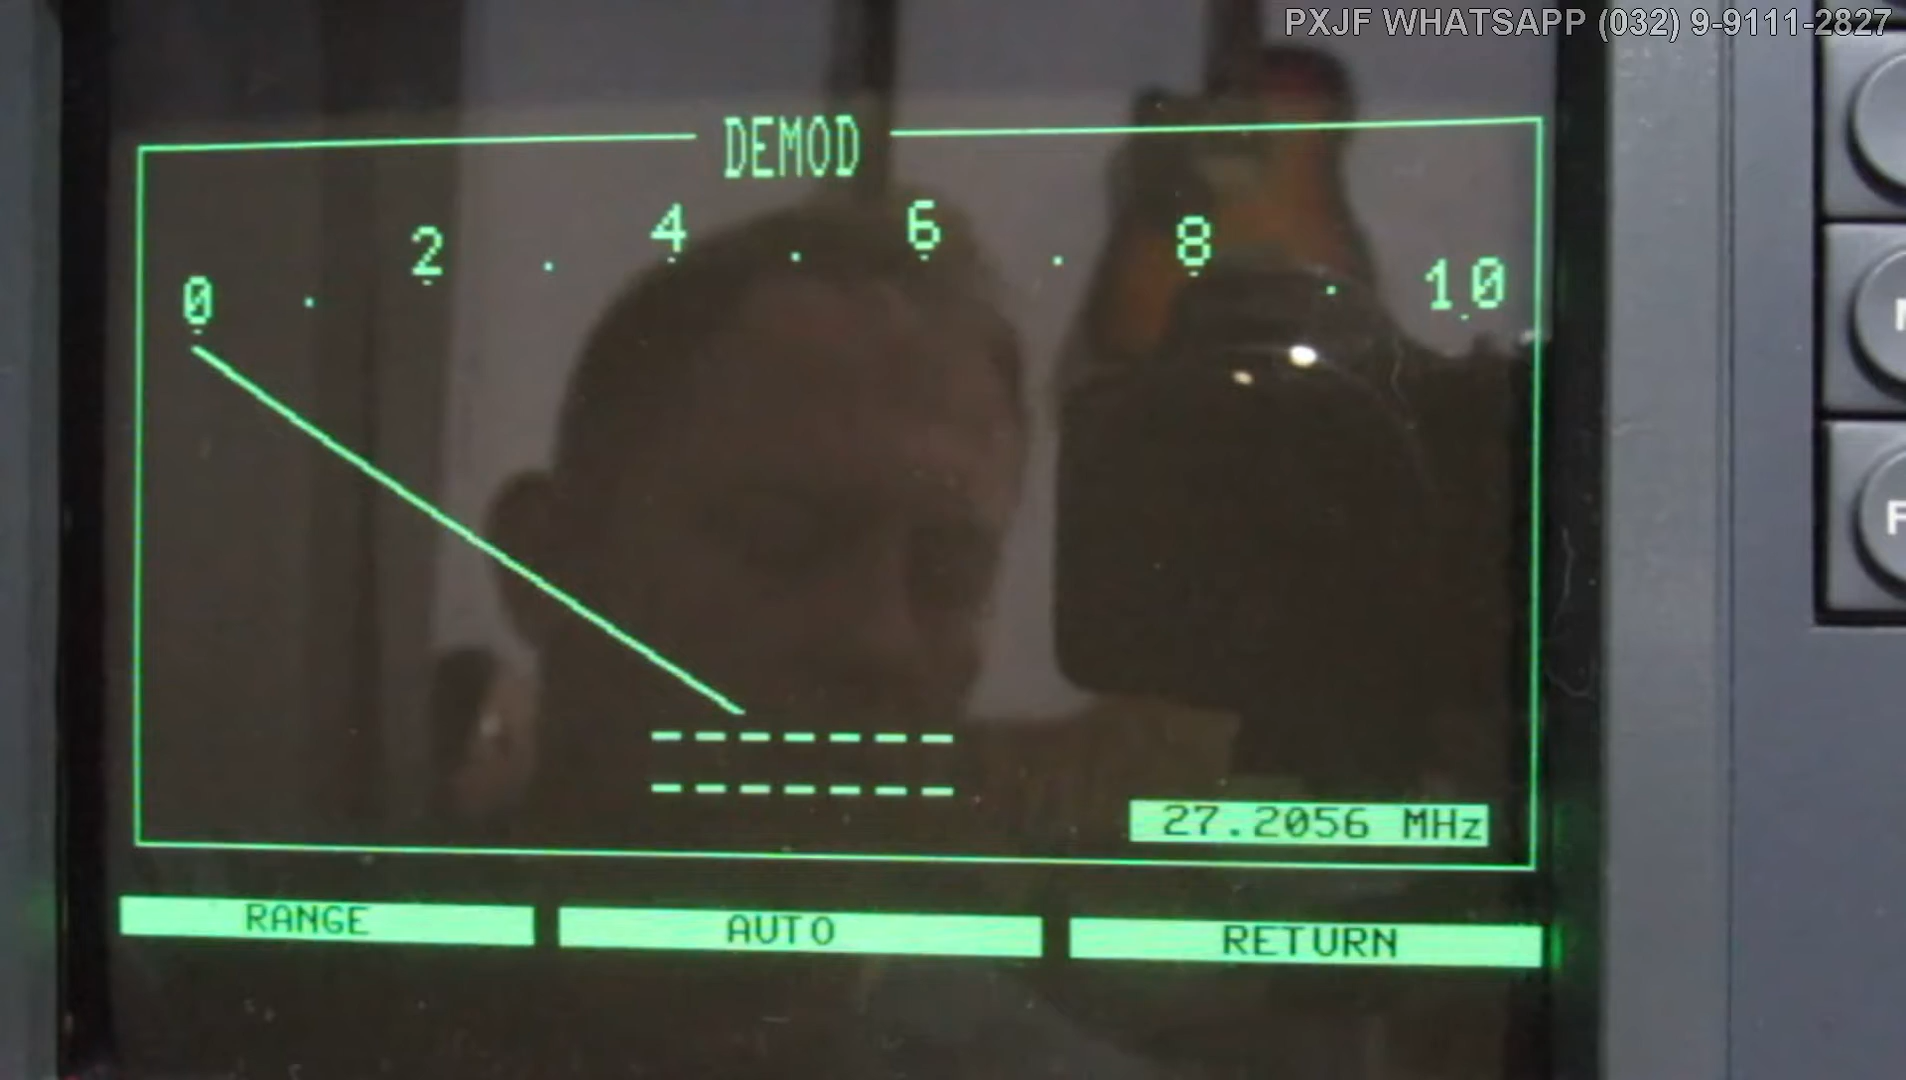 PXJF WHATSAPP (032) 9-9111-2827
DEMOD
0 2 4 6 8 10
27.2056 MHz
RANGE AUTO RETURN